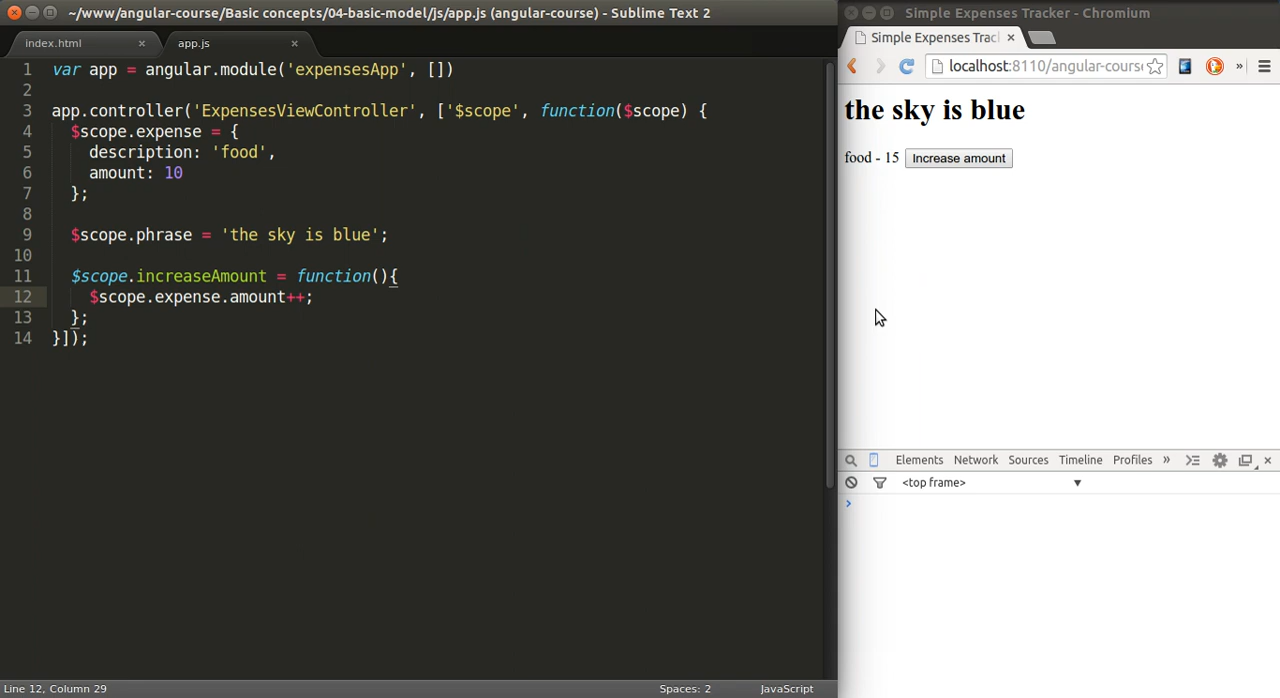 ~/www/angular-course/Basic concepts/04-basic-model/js/app.js (angular-course) - Sublime Text 2
index.html
app.js
1 var app = angular.module('expensesApp', [])
2
3 app.controller('ExpensesViewController', ['$scope', function($scope) {
4 $scope.expense = {
5 description: 'food',
6 amount: 10
7 };
8
9 $scope.phrase = 'the sky is blue';
10
11 $scope.increaseAmount = function(){
12 $scope.expense.amount++;
13 };
14 }]);
Line 12, Column 29
Spaces: 2
JavaScript
Simple Expenses Tracker - Chromium
Simple Expenses Trac
localhost:8110/angular-cours
the sky is blue
food - 15 Increase amount
Elements Network Sources Timeline Profiles »
<top frame>